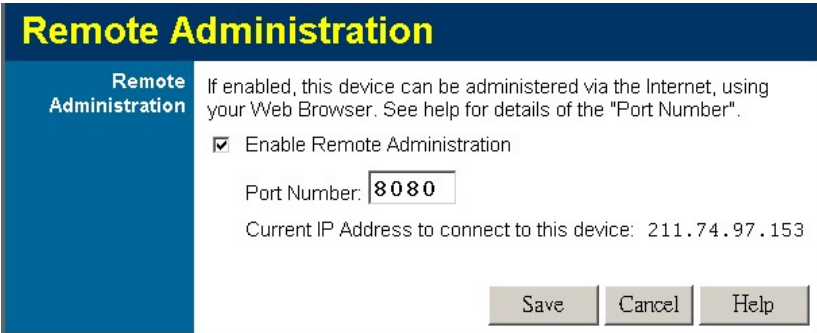 Remote Administration
Remote
Administration
If enabled, this device can be administered via the Internet, using
your Web Browser. See help for details of the "Port Number".
Enable Remote Administration
Port Number: 8080
Current IP Address to connect to this device: 211.74.97.153
Save Cancel Help